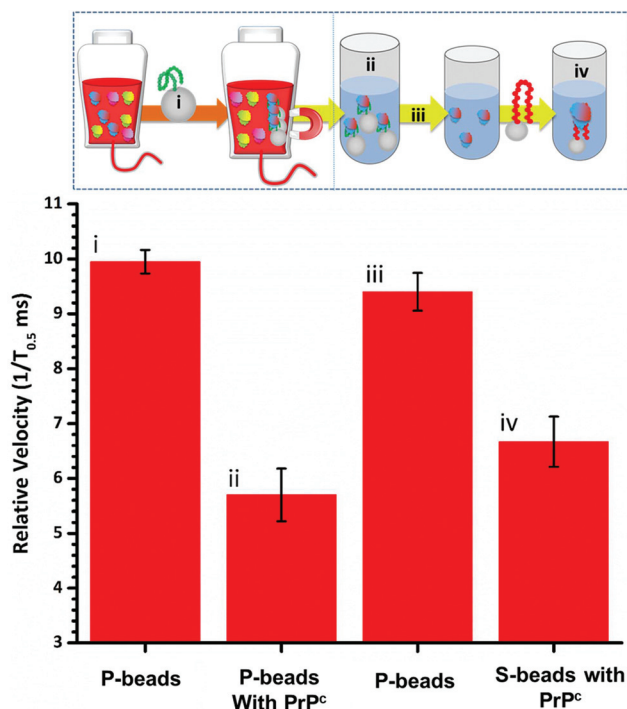 i
ii
iii
iv
11
10
9
8
7
6
5
4
3
Relative Velocity (1/T0.5 ms)
i
ii
iii
iv
P-beads
P-beads
With PrPᶜ
P-beads
S-beads with
PrPᶜ